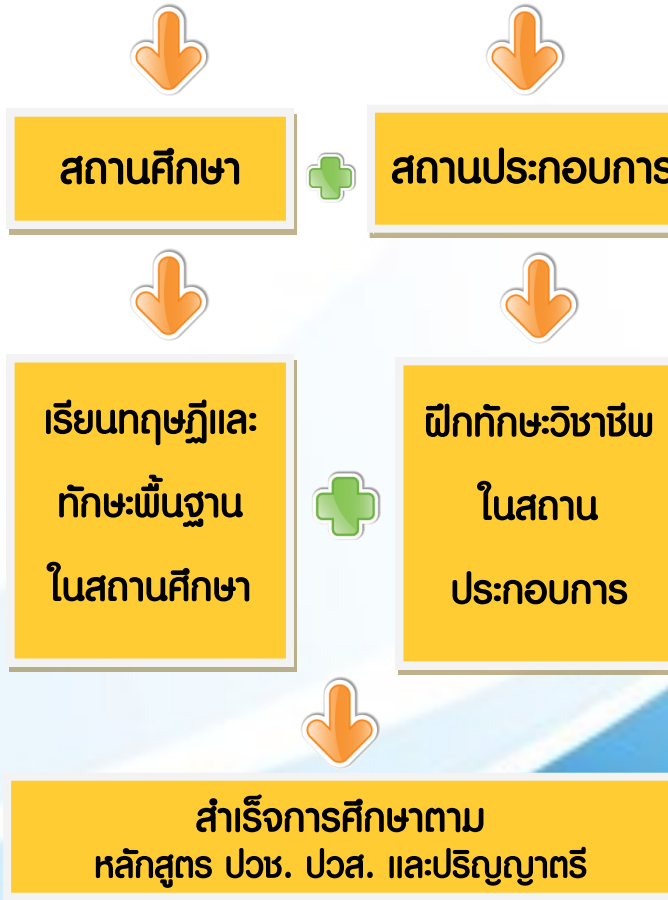 สถานศึกษา
สถานประกอบการ
เรียนทฤษฎีและ
ทักษะพื้นฐาน
ในสถานศึกษา
ฝึกทักษะวิชาชีพ
ในสถาน
ประกอบการ
สำเร็จการศึกษาตาม
หลักสูตร ปวช. ปวส. และปริญญาตรี